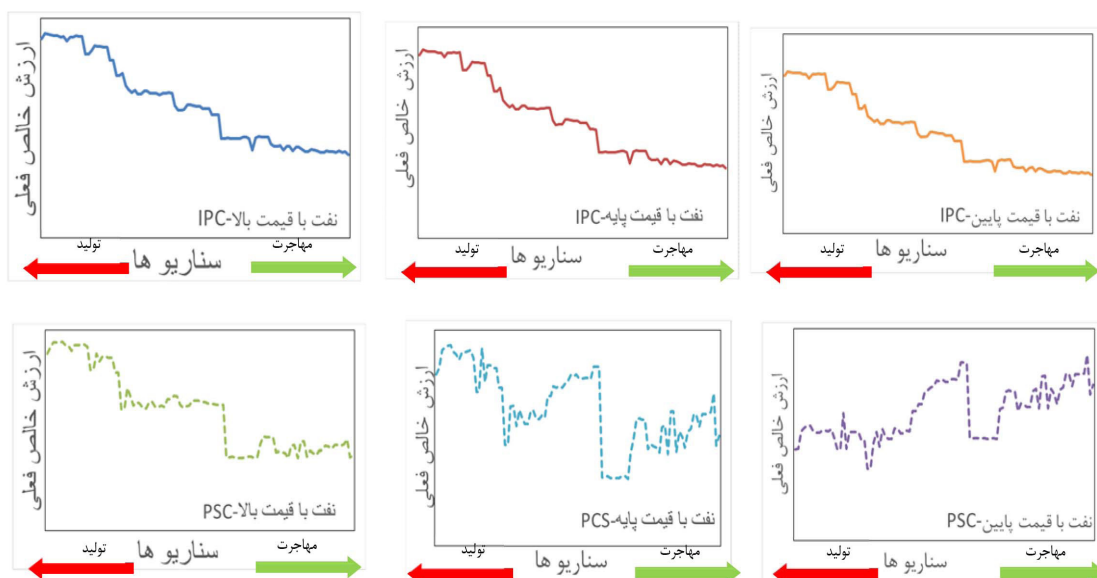 ارزش خالص فعلی
نفت با قیمت بالا-IPC
تولید
سناریو ها-
مهاجرت
ارزش خالص فعلی
نفت با قیمت پایه-IPC
تولید
سناریو ها
مهاجرت
ارزش خالص فعلی
نفت با قیمت پایین-IPC
تولید
سناریو ها
مهاجرت
ارزش خالص فعلی
نفت با قیمت بالا-PSC
تولید
سناریو ها
مهاجرت
ارزش خالص فعلی
نفت با قیمت پایه-PCS
تولید
سناریو ها
مهاجرت
ارزش خالص فعلی
نفت با قیمت پایین-PSC
تولید
سناریو ها
مهاجرت